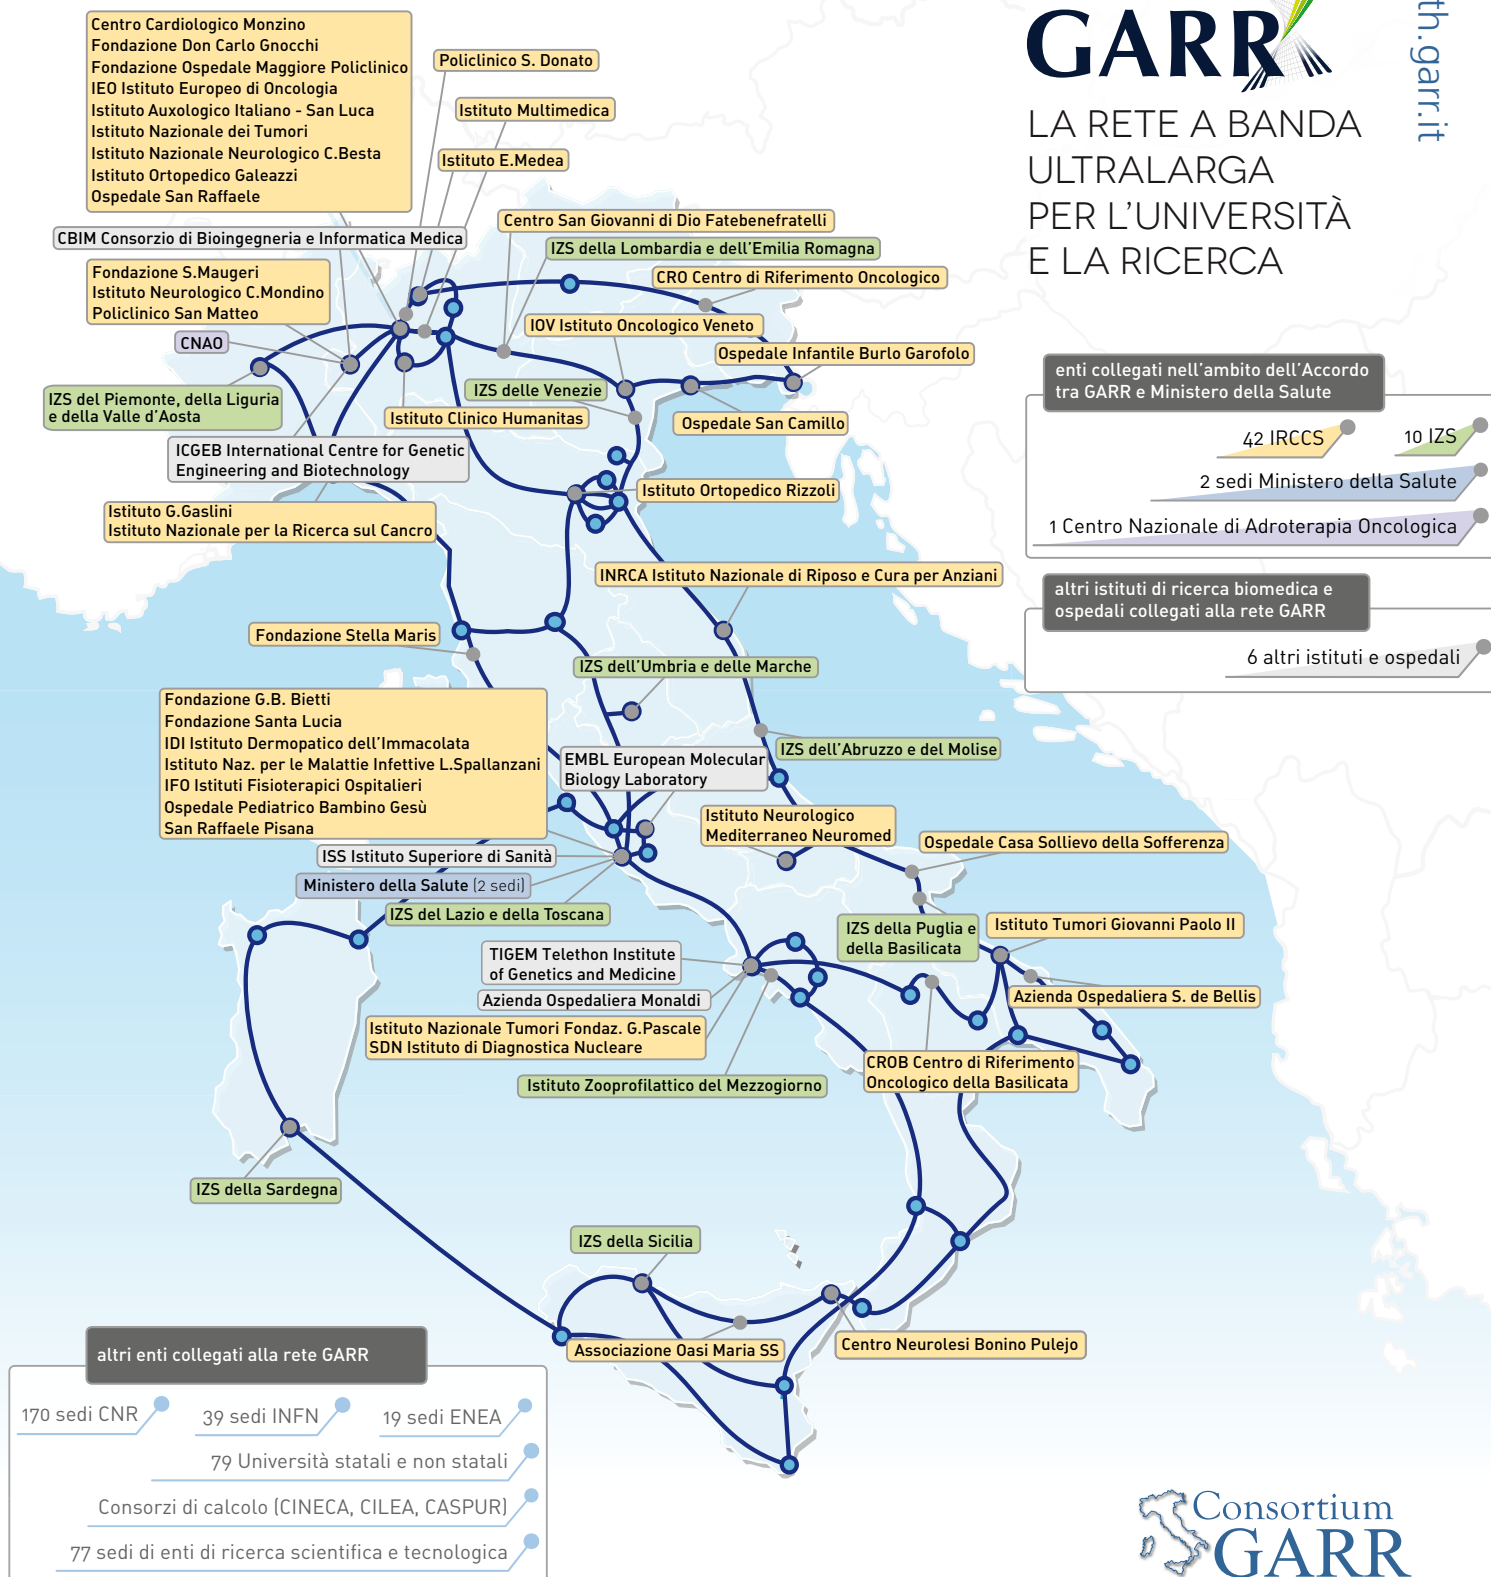 Centro Cardiologico Monzino
Fondazione Don Carlo Gnocchi
Fondazione Ospedale Maggiore Policlinico
IEO Istituto Europeo di Oncologia
Istituto Auxologico Italiano - San Luca
Istituto Nazionale dei Tumori
Istituto Nazionale Neurologico C.Besta
Istituto Ortopedico Galeazzi
Ospedale San Raffaele
Policlinico S. Donato
Istituto Multimedica
Istituto E.Medea
GARR
th.garr.it
LA RETE A BANDA
ULTRALARGA
PER L'UNIVERSITÀ
E LA RICERCA
CBIM Consorzio di Bioingegneria e Informatica Medica
Centro San Giovanni di Dio Fatebenefratelli
IZS della Lombardia e dell'Emilia Romagna
CRO Centro di Riferimento Oncologico
Fondazione S.Maugeri
Istituto Neurologico C.Mondino
Policlinico San Matteo
CNAO
IOV Istituto Oncologico Veneto
Ospedale Infantile Burlo Garofolo
IZS del Piemonte, della Liguria
e della Valle d'Aosta
IZS delle Venezie
Istituto Clinico Humanitas
Ospedale San Camillo
ICGEB International Centre for Genetic
Engineering and Biotechnology
Istituto Ortopedico Rizzoli
Istituto G.Gaslini
Istituto Nazionale per la Ricerca sul Cancro
enti collegati nell'ambito dell'Accordo
tra GARR e Ministero della Salute
42 IRCCS
10 IZS
2 sedi Ministero della Salute
1 Centro Nazionale di Adroterapia Oncologica
altri istituti di ricerca biomedica e
ospedali collegati alla rete GARR
6 altri istituti e ospedali
INRCA Istituto Nazionale di Riposo e Cura per Anziani
Fondazione Stella Maris
IZS dell'Umbria e delle Marche
Fondazione G.B. Bietti
Fondazione Santa Lucia
IDI Istituto Dermopatico dell'Immacolata
Istituto Naz. per le Malattie Infettive L.Spallanzani
IFO Istituti Fisioterapici Ospitalieri
Ospedale Pediatrico Bambino Gesù
San Raffaele Pisana
IZS dell'Abruzzo e del Molise
EMBL European Molecular
Biology Laboratory
Istituto Neurologico
Mediterraneo Neuromed
Ospedale Casa Sollievo della Sofferenza
ISS Istituto Superiore di Sanità
Ministero della Salute (2 sedi)
IZS del Lazio e della Toscana
IZS della Puglia e
della Basilicata
Istituto Tumori Giovanni Paolo II
TIGEM Telethon Institute
of Genetics and Medicine
Azienda Ospedaliera Monaldi
Azienda Ospedaliera S. de Bellis
Istituto Nazionale Tumori Fondaz. G.Pascale
SDN Istituto di Diagnostica Nucleare
CROB Centro di Riferimento
Oncologico della Basilicata
Istituto Zooprofilattico del Mezzogiorno
IZS della Sardegna
IZS della Sicilia
Associazione Oasi Maria SS
Centro Neurolesi Bonino Pulejo
altri enti collegati alla rete GARR
170 sedi CNR
39 sedi INFN
19 sedi ENEA
79 Università statali e non statali
Consorzi di calcolo (CINECA, CILEA, CASPUR)
77 sedi di enti di ricerca scientifica e tecnologica
Consortium
GARR